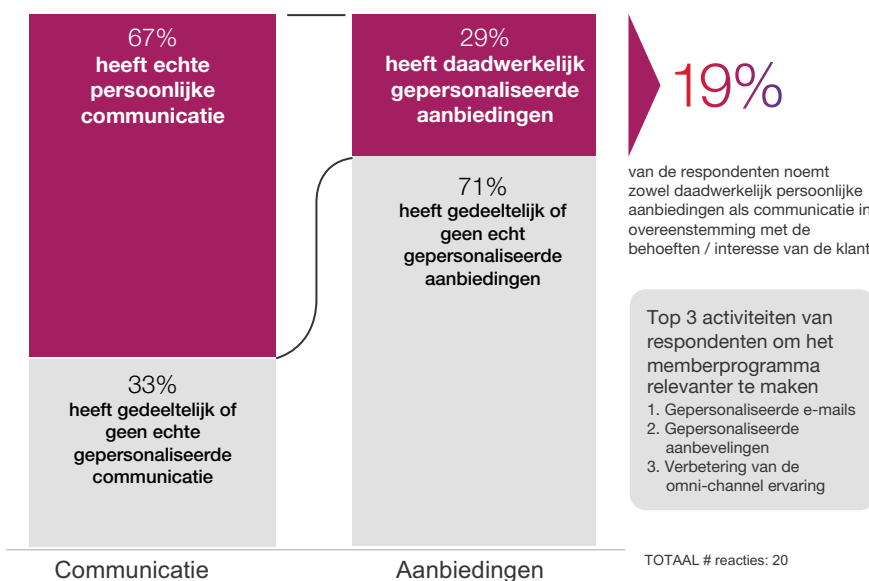 67%
heeft echte
persoonlijke
communicatie
33%
heeft gedeeltelijk of
geen echte
gepersonaliseerde
communicatie
Communicatie
29%
heeft daadwerkelijk
gepersonaliseerde
aanbiedingen
71%
heeft gedeeltelijk of
geen echt
gepersonaliseerde
aanbiedingen
Aanbiedingen
19%
van de respondenten noemt
zowel daadwerkelijk persoonlijke
aanbiedingen als communicatie in
overeenstemming met de
behoeften / interesse van de klant
Top 3 activiteiten van
respondenten om het
memberprogramma
relevanter te maken
1. Gepersonaliseerde e-mails
2. Gepersonaliseerde
aanbevelingen
3. Verbetering van de
omni-channel ervaring
TOTAAL # reacties: 20